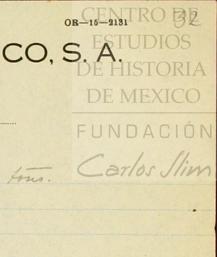 OR—15—2131
32
CENTRO DE
ESTUDIOS
CO, S. A.
DE HISTORIA
DE MEXICO
FUNDACIÓN
Carlos Slim